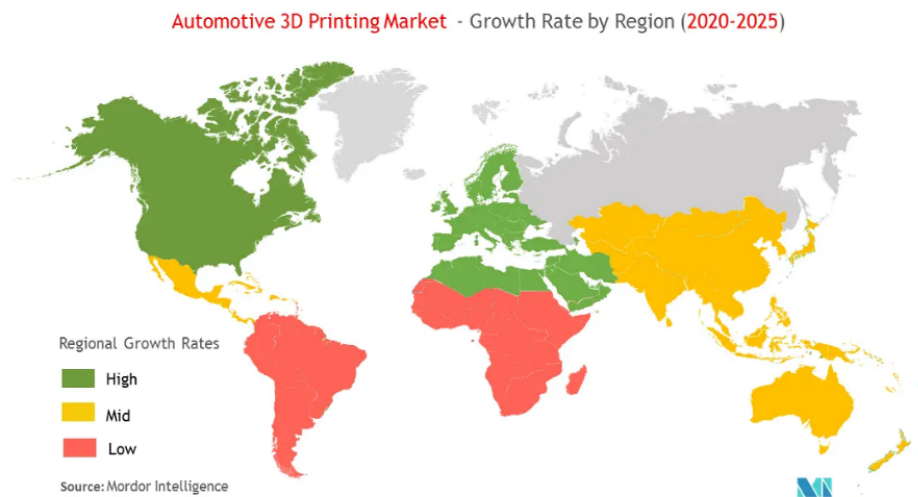 Automotive 3D Printing Market - Growth Rate by Region (2020-2025)
Regional Growth Rates
High
Mid
Low
Source: Mordor Intelligence